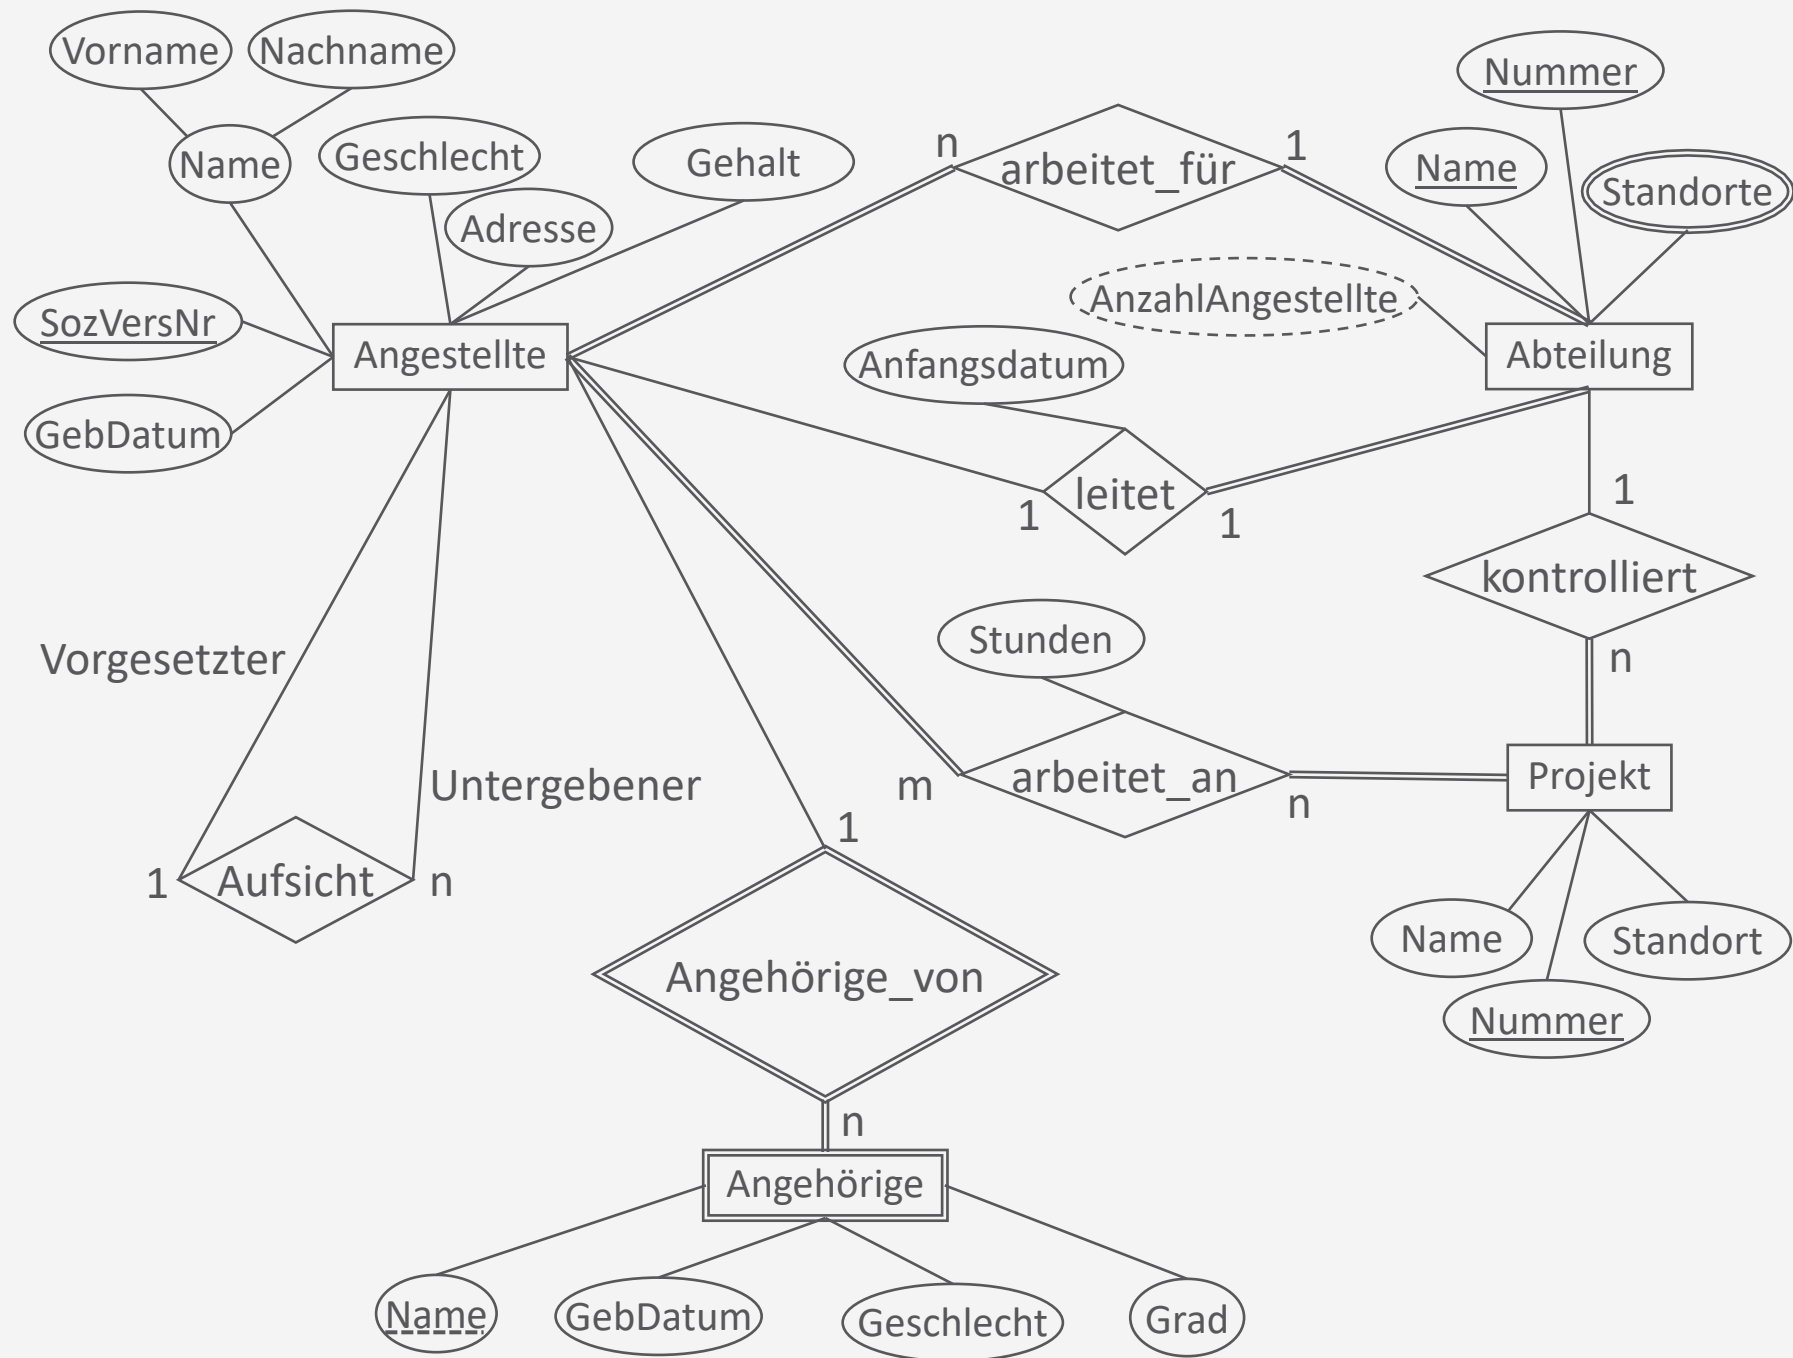 Vorname
Nachname
Nummer
Name
Geschlecht
Gehalt
n
arbeitet_für
1
Name
Standorte
Adresse
SozVersNr
AnzahlAngestellte
Angestellte
Anfangsdatum
Abteilung
GebDatum
leitet
1
1
1
kontrolliert
Vorgesetzter
Stunden
n
Untergebener
m
arbeitet_an
n
Projekt
1
1
Aufsicht
n
Name
Standort
Angehörige_von
Nummer
n
Angehörige
Name
GebDatum
Geschlecht
Grad